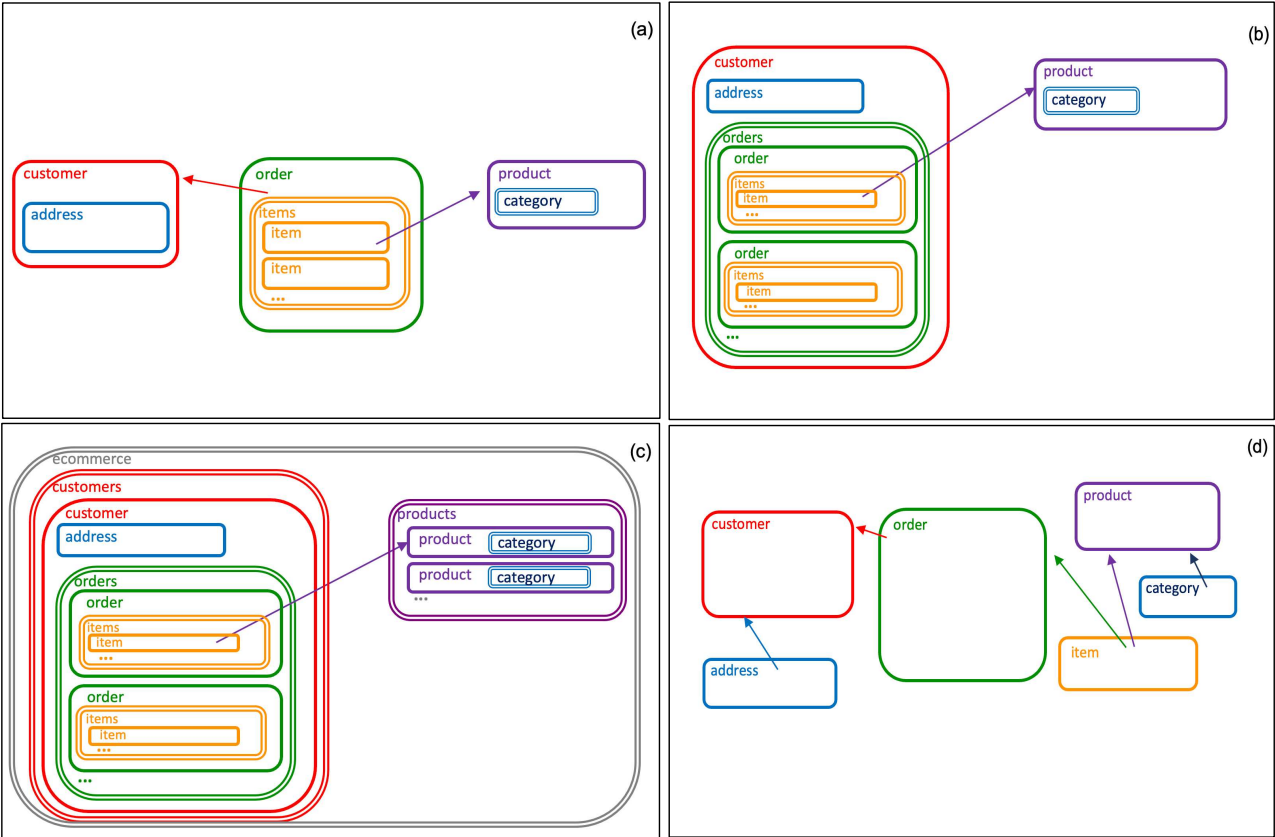 (a)
customer
address
order
items
item
item
...
product
category
(b)
customer
address
orders
order
items
item
...
order
items
item
...
...
product
category
(c)
ecommerce
customers
customer
address
orders
order
items
item
...
order
items
item
...
...
products
product category
product category
...
(d)
customer
order
product
category
item
address